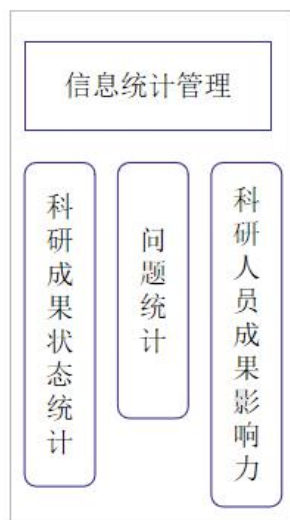 信息统计管理
科研成果状态统计
问题统计
科研人员成果影响力